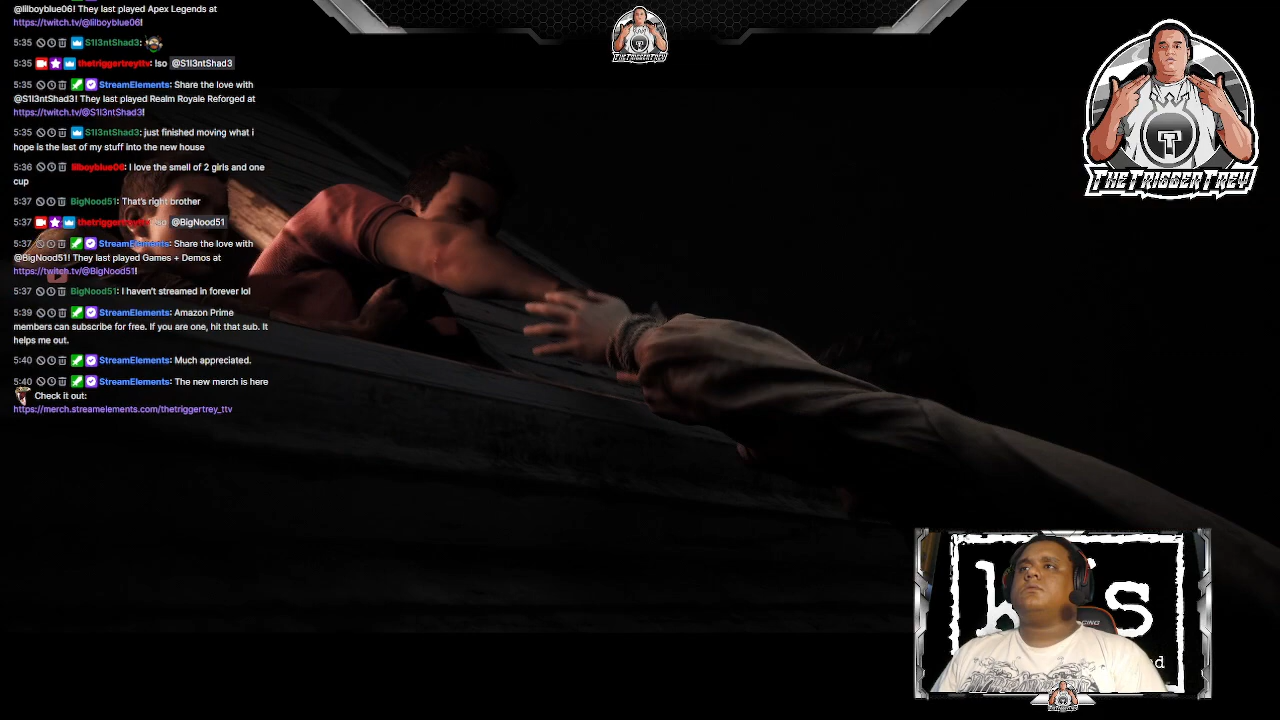 @lilboyblue06! They last played Apex Legends at
https://twitch.tv/@lilboyblue06!
5:35 S1l3ntShad3:
5:35 thetriggertreyttv: !so @S1l3ntShad3
5:35 StreamElements: Share the love with
@S1l3ntShad3! They last played Realm Royale Reforged at
https://twitch.tv/@S1l3ntShad3!
5:35 S1l3ntShad3: just finished moving what i
hope is the last of my stuff into the new house
5:36 lilboyblue06: I love the smell of 2 girls and one
cup
5:37 BigNood51: That's right brother
5:37 thetriggertreyttv: !so @BigNood51
5:37 StreamElements: Share the love with
@BigNood51! They last played Games + Demos at
https://twitch.tv/@BigNood51!
5:37 BigNood51: I haven't streamed in forever lol
5:39 StreamElements: Amazon Prime
members can subscribe for free. If you are one, hit that sub. It
helps me out.
5:40 StreamElements: Much appreciated.
5:40 StreamElements: The new merch is here
Check it out:
https://merch.streamelements.com/thetriggertrey_ttv
THETRIGGERTREY
T
THETRIGGERTREY